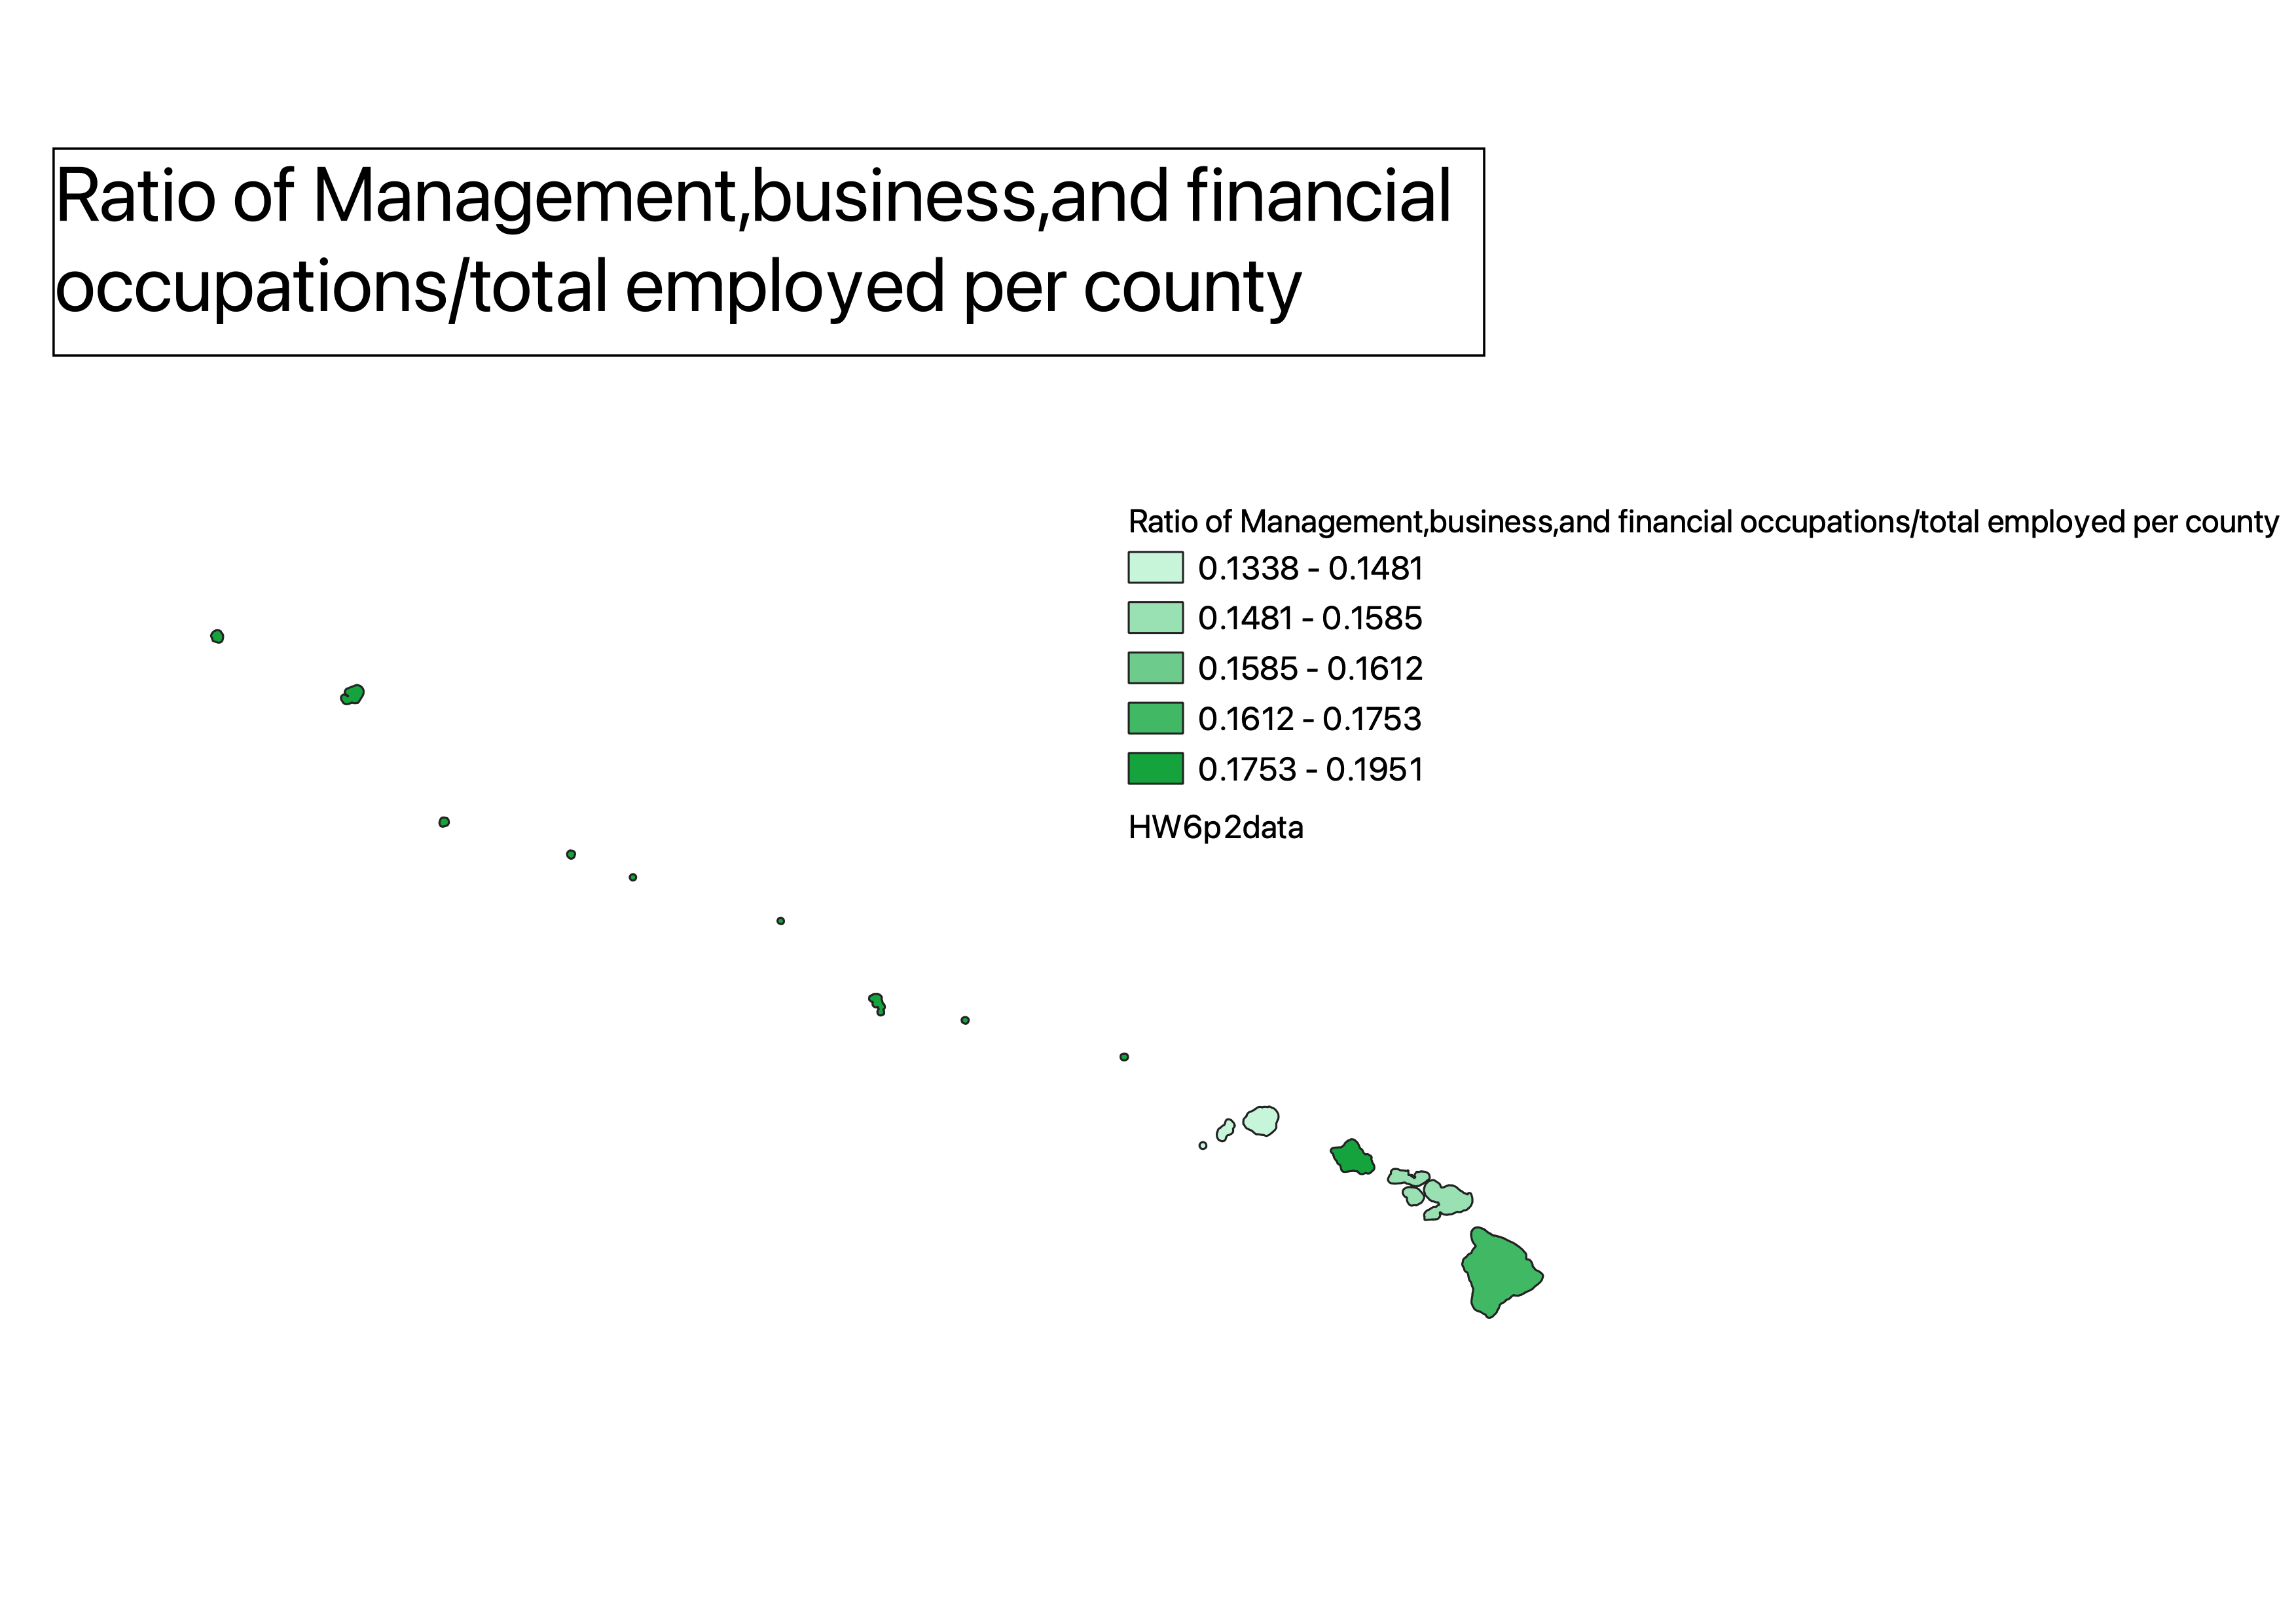 Ratio of Management,business,and financial
occupations/total employed per county
Ratio of Management,business,and financial occupations/total employed per county
0.1338 - 0.1481
0.1481 - 0.1585
0.1585 - 0.1612
0.1612 - 0.1753
0.1753 - 0.1951
HW6p2data